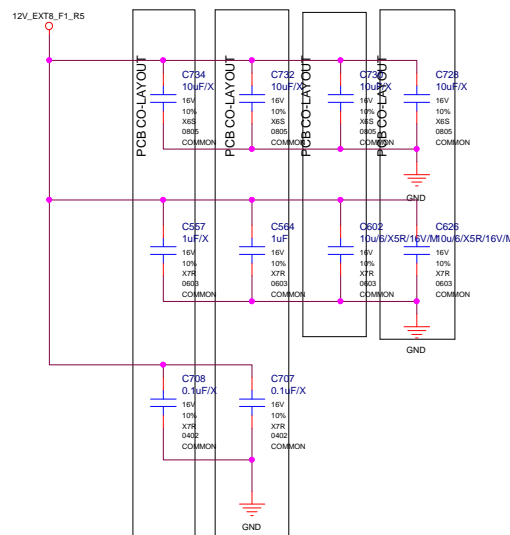 12V_EXT8_F1_R5
PCB CO-LAYOUT
PCB CO-LAYOUT
PCB CO-LAYOUT
PCB CO-LAYOUT
C734
10uF/X
16V
10%
X6S
0805
COMMON
C732
10uF/X
16V
10%
X6S
0805
COMMON
C730
10uF/X
16V
10%
X6S
0805
COMMON
C728
10uF/X
16V
10%
X6S
0805
COMMON
GND
C557
1uF/X
16V
10%
X7R
0603
COMMON
C564
1uF
16V
10%
X7R
0603
COMMON
C602
10u/6/X5R/16V/M
16V
10%
X7R
0603
COMMON
C626
10u/6/X5R/16V/M
16V
10%
X7R
0603
COMMON
GND
C708
0.1uF/X
16V
10%
X7R
0402
COMMON
C707
0.1uF/X
16V
10%
X7R
0402
COMMON
GND